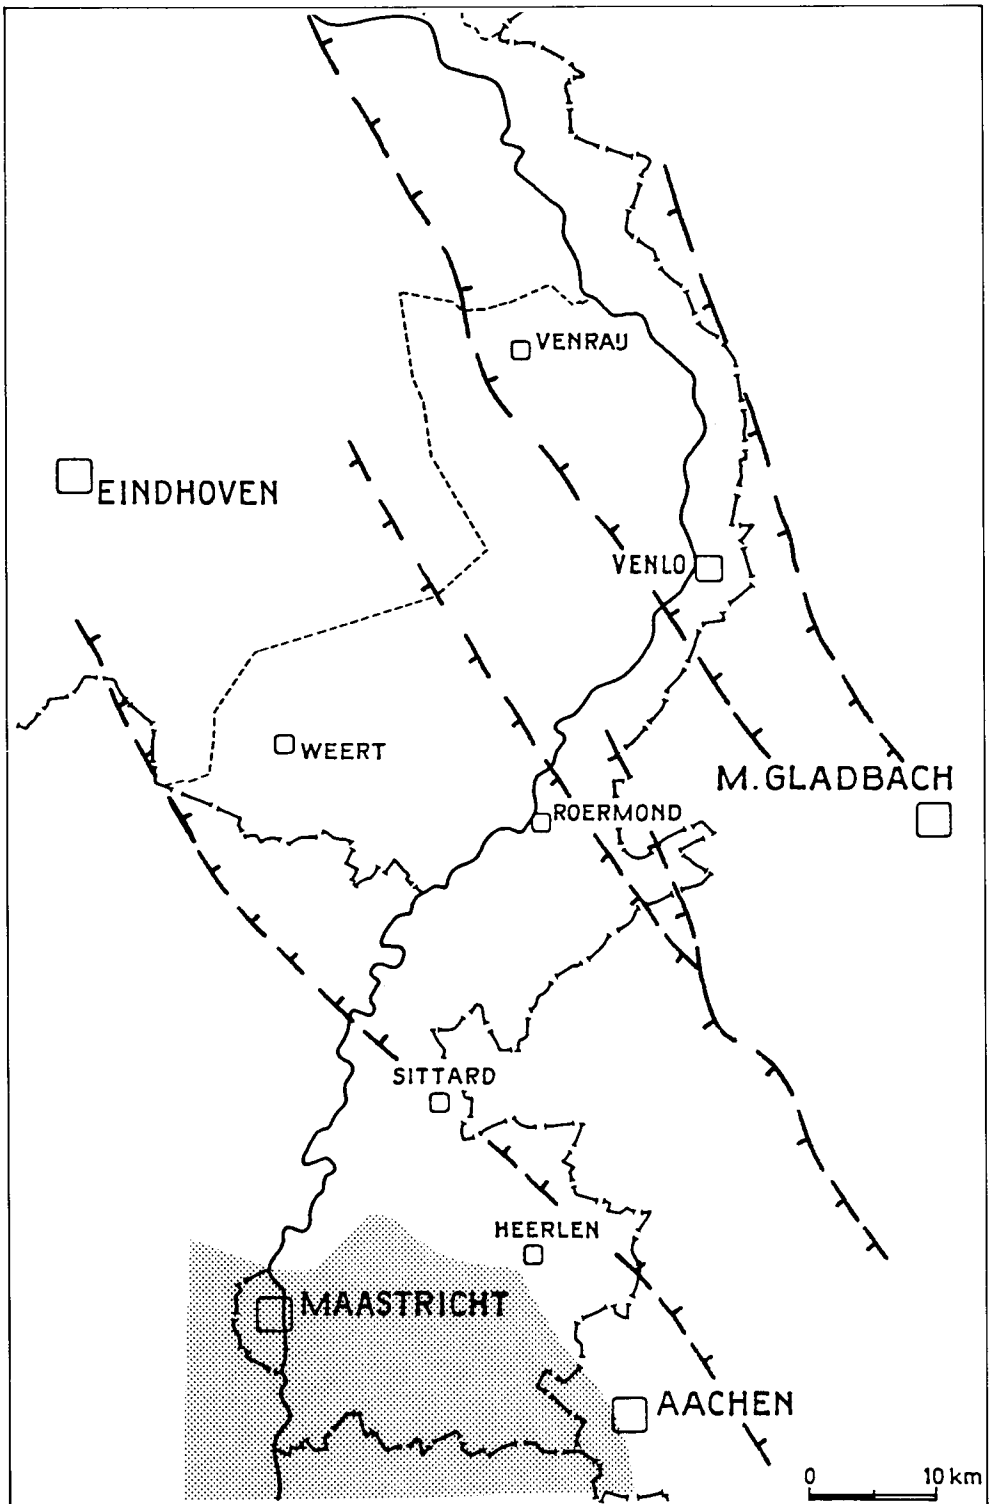 VENRAIJ
EINDHOVEN
VENLO
WEERT
M.GLADBACH
ROERMOND
SITTARD
HEERLEN
MAASTRICHT
AACHEN
0 10 km